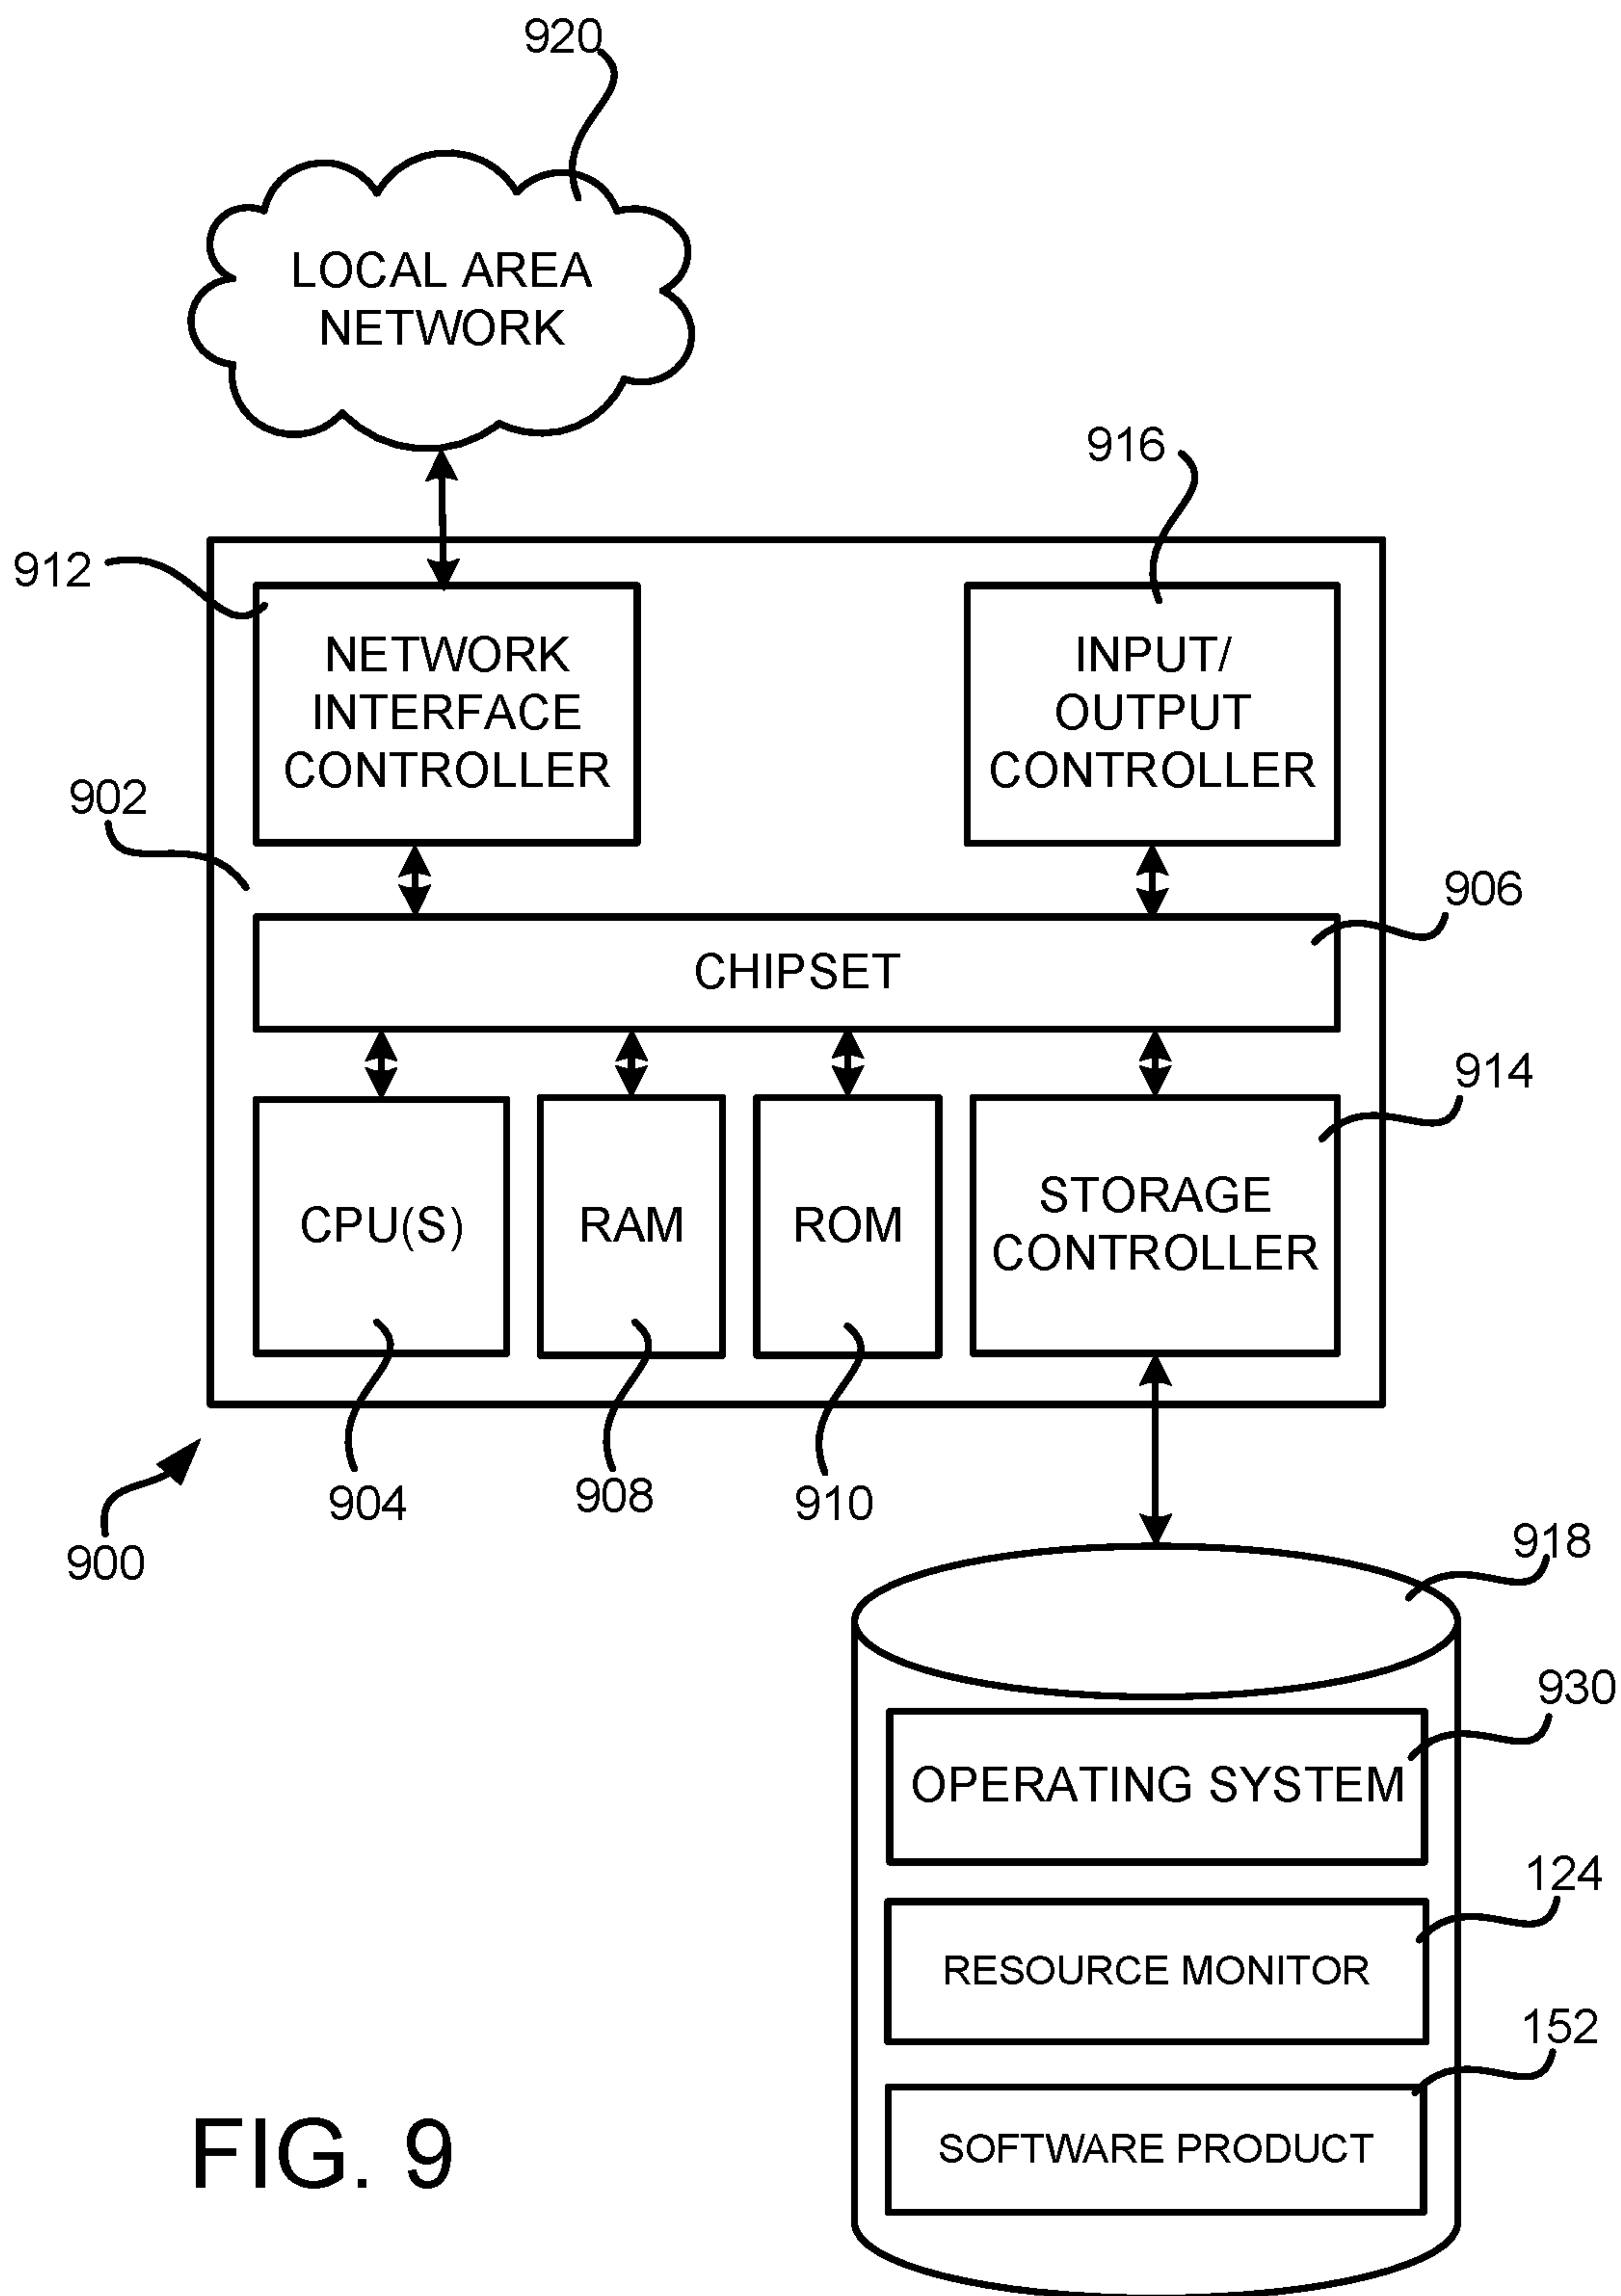 920
LOCAL AREA
NETWORK
916
912
NETWORK
INTERFACE
CONTROLLER
INPUT/
OUTPUT
CONTROLLER
902
906
CHIPSET
914
CPU(S)
RAM
ROM
STORAGE
CONTROLLER
904
908
910
900
918
930
OPERATING SYSTEM
124
RESOURCE MONITOR
152
SOFTWARE PRODUCT
FIG. 9